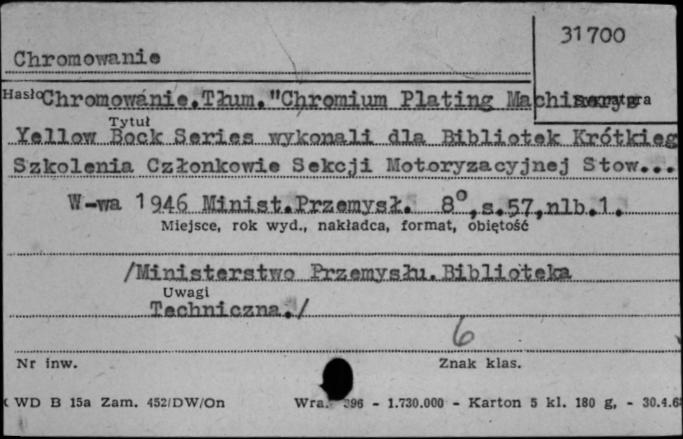 31700
Chromowanie
Hasło Chromowanie.Tłum."Chromium Plating Machinery
Tytuł
Yellow Bock Series wykonali dla Bibliotek Krótkieg
Szkolenia Członkowie Sekcji Motoryzacyjnej Stow...
W-wa 1946 Minist.Przemysł. 8°,s.57,nlb.1.
Miejsce, rok wyd., nakładca, format, objętość
/Ministerstwo Przemysłu.Biblioteka
Uwagi
Techniczna./
6
Nr inw. Znak klas.
WD B 15a Zam. 452/DW/On Wra. 396 - 1.730.000 - Karton 5 kl. 180 g, - 30.4.6